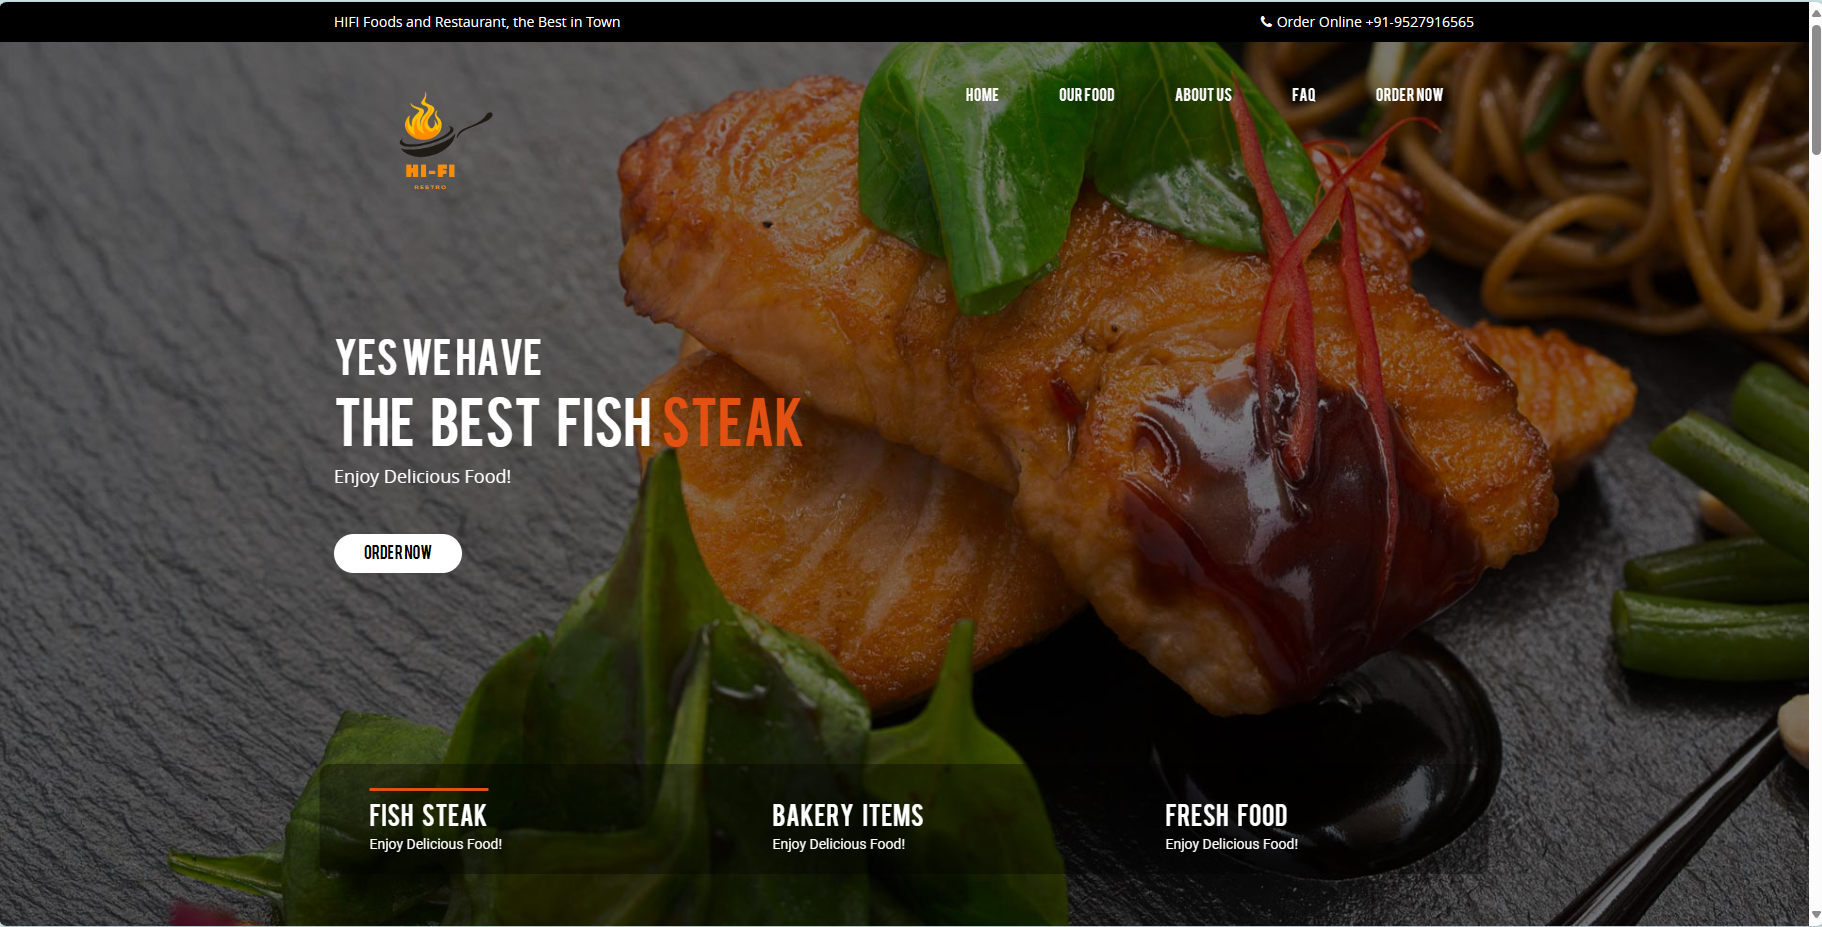 HIFI Foods and Restaurant, the Best in Town
Order Online +91-9527916565
HI-FI
RESTRO
HOME
OUR FOOD
ABOUT US
FAQ
ORDER NOW
YES WE HAVE
THE BEST FISH STEAK
Enjoy Delicious Food!
ORDER NOW
FISH STEAK
Enjoy Delicious Food!
BAKERY ITEMS
Enjoy Delicious Food!
FRESH FOOD
Enjoy Delicious Food!